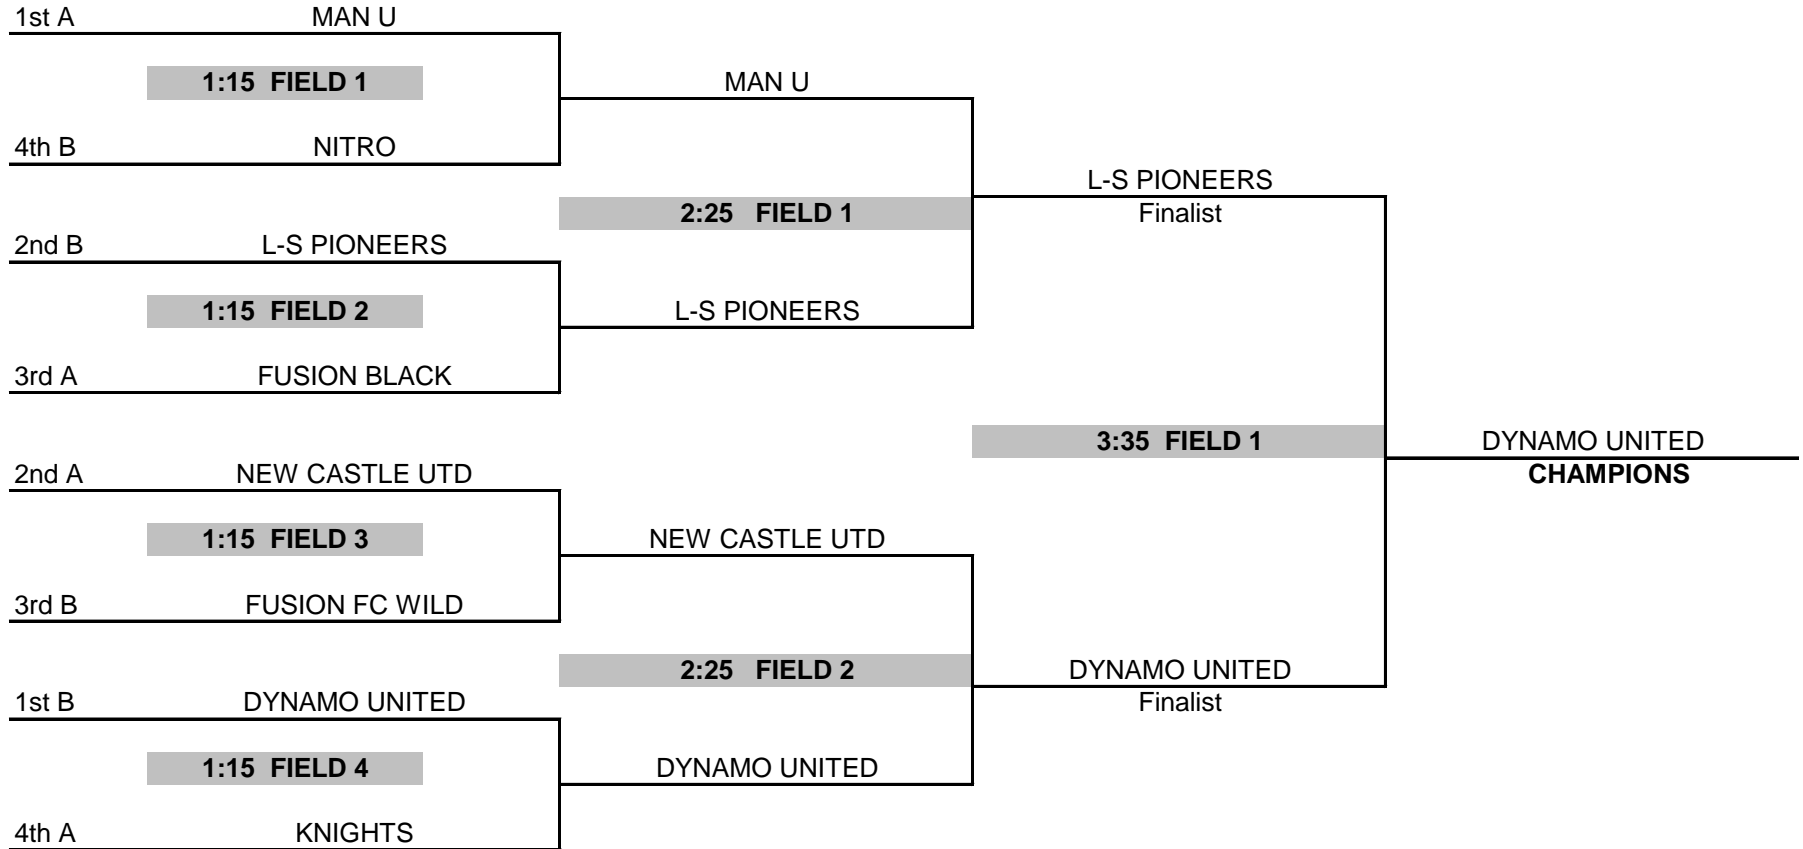 1st A MAN U
1:15 FIELD 1 MAN U
4th B NITRO
L-S PIONEERS
2:25 FIELD 1 Finalist
2nd B L-S PIONEERS
1:15 FIELD 2 L-S PIONEERS
3rd A FUSION BLACK
3:35 FIELD 1 DYNAMO UNITED
2nd A NEW CASTLE UTD CHAMPIONS
1:15 FIELD 3 NEW CASTLE UTD
3rd B FUSION FC WILD
2:25 FIELD 2 DYNAMO UNITED
1st B DYNAMO UNITED Finalist
1:15 FIELD 4 DYNAMO UNITED
4th A KNIGHTS